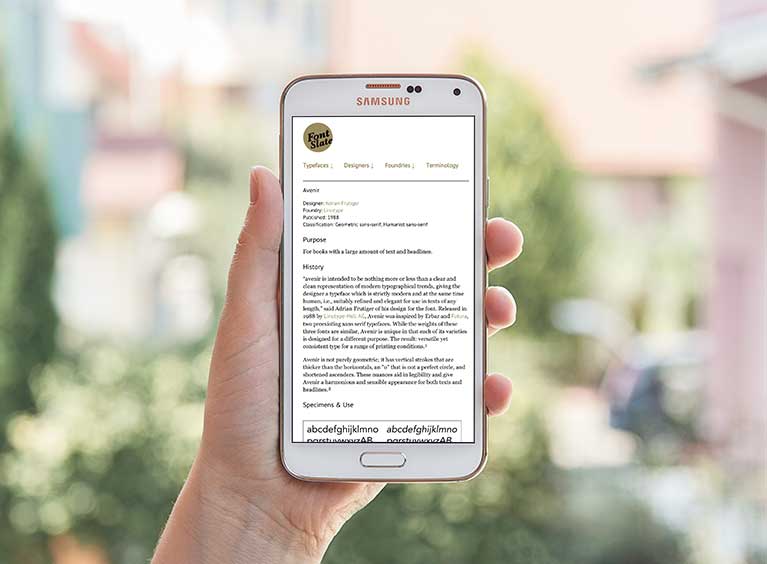 SAMSUNG
Font
Slate
Typefaces ↓ Designers ↓ Foundries ↓ Terminology
Avenir
Designer: Adrian Frutiger
Foundry: Linotype
Published: 1988
Classification: Geometric sans-serif, Humanist sans-serif
Purpose
For books with a large amount of text and headlines.
History
"avenir is intended to be nothing more or less than a clear and
clean representation of modern typographical trends, giving the
designer a typeface which is strictly modern and at the same time
human, i.e., suitably refined and elegant for use in texts of any
length," said Adrian Frutiger of his design for the font. Released in
1988 by Linotype-Hell AG, Avenir was inspired by Erbar and Futura,
two preexisting sans serif typefaces. While the weights of these
three fonts are similar, Avenir is unique in that each of its varieties
is designed for a different purpose. The result: versatile yet
consistent type for a range of printing conditions.¹
Avenir is not purely geometric; it has vertical strokes that are
thicker than the horizontals, an "o" that is not a perfect circle, and
shortened ascenders. These nuances aid in legibility and give
Avenir a harmonious and sensible appearance for both texts and
headlines.²
Specimens & Use
abcdefghijklmno abcdefghijklmno
pqrstuvwxyzAB pqrstuvwxyzAB